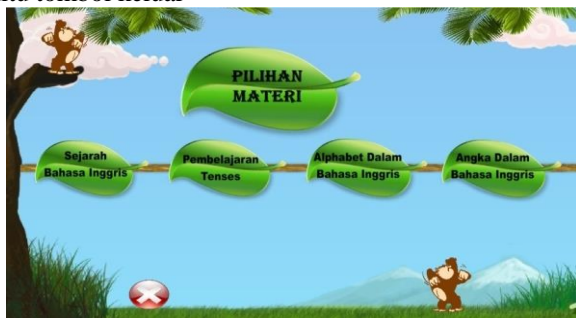 PILIHAN
MATERI
Sejarah
Bahasa Inggris
Pembelajaran
Tenses
Alphabet Dalam
Bahasa Inggris
Angka Dalam
Bahasa Inggris